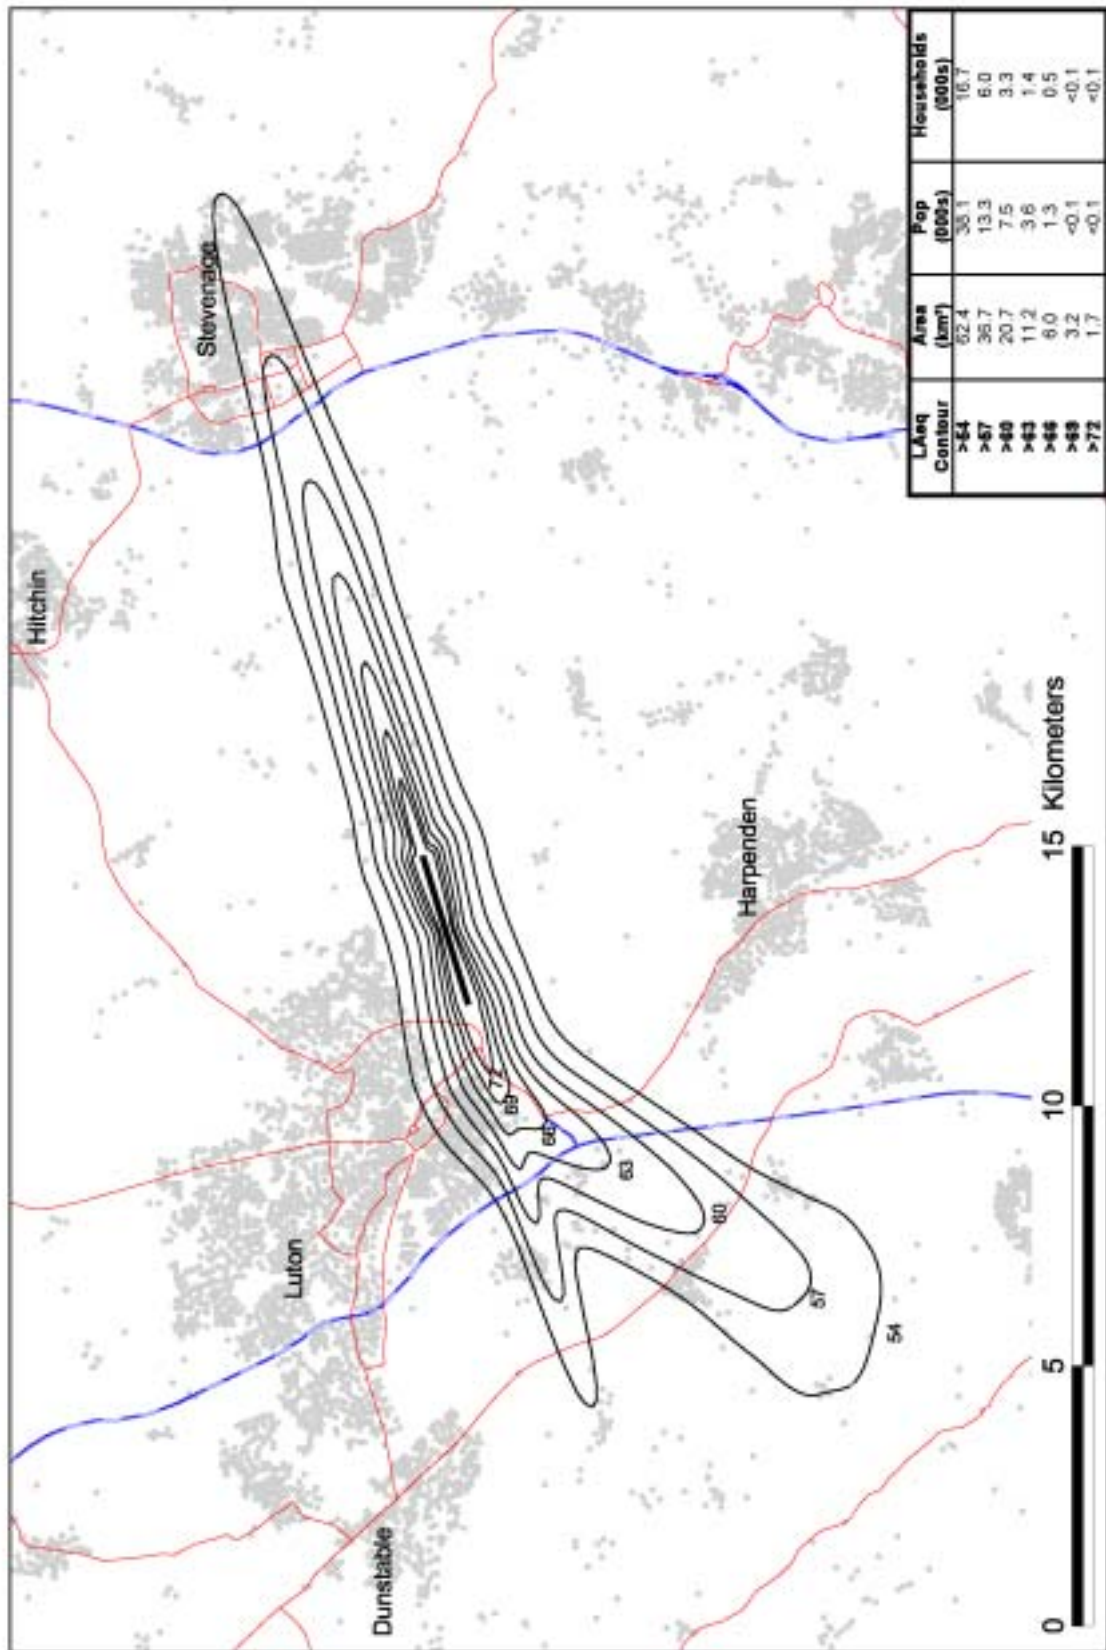 Hitchin
Stevenage
Luton
Dunstable
Harpenden
72
69
66
63
60
57
54
0 5 10 15 Kilometers
LAeq Area Pop Households
Contour (km²) (000s) (000s)
>54 62.4 38.1 16.7
>57 36.7 13.3 6.0
>60 20.7 7.5 3.3
>63 11.2 3.6 1.4
>66 6.0 1.3 0.5
>69 3.2 <0.1 <0.1
>72 1.7 <0.1 <0.1